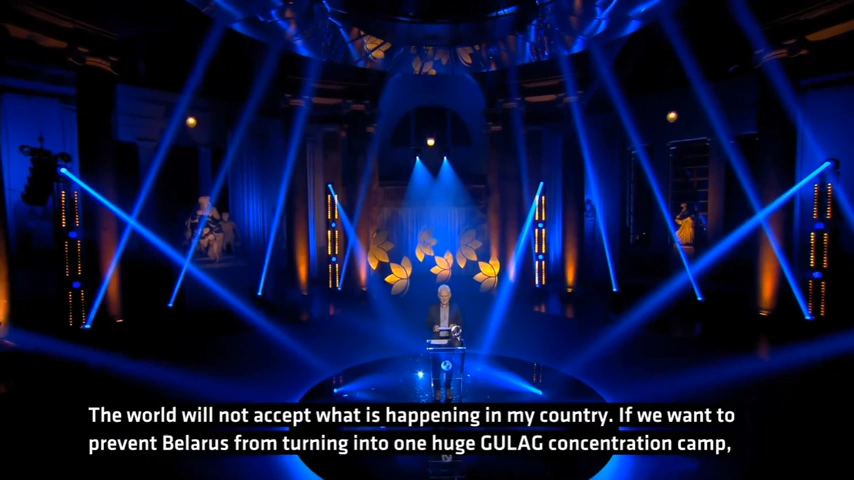 The world will not accept what is happening in my country. If we want to
prevent Belarus from turning into one huge GULAG concentration camp,